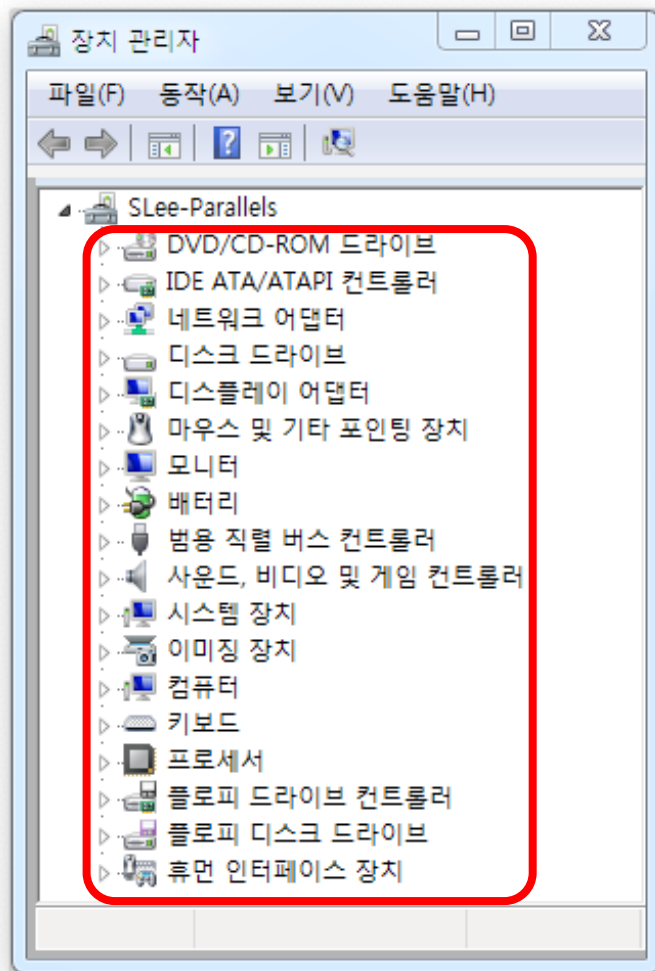 장치 관리자
파일(F) 동작(A) 보기(V) 도움말(H)
SLee-Parallels
DVD/CD-ROM 드라이브
IDE ATA/ATAPI 컨트롤러
네트워크 어댑터
디스크 드라이브
디스플레이 어댑터
마우스 및 기타 포인팅 장치
모니터
배터리
범용 직렬 버스 컨트롤러
사운드, 비디오 및 게임 컨트롤러
시스템 장치
이미징 장치
컴퓨터
키보드
프로세서
플로피 드라이브 컨트롤러
플로피 디스크 드라이브
휴먼 인터페이스 장치